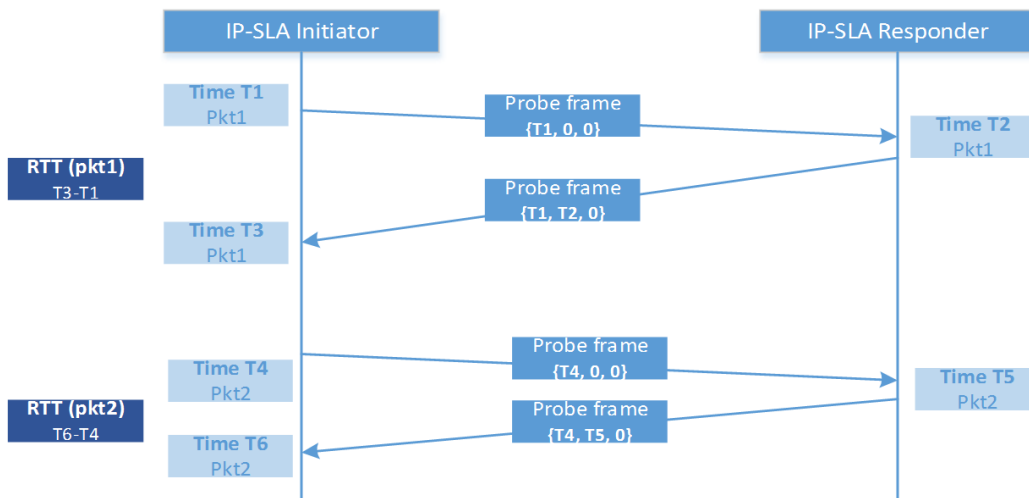 IP-SLA Initiator
IP-SLA Responder
Time T1
Pkt1
Probe frame
{T1, 0, 0}
Time T2
Pkt1
RTT (pkt1)
T3-T1
Probe frame
{T1, T2, 0}
Time T3
Pkt1
Probe frame
{T4, 0, 0}
Time T4
Pkt2
Time T5
Pkt2
RTT (pkt2)
T6-T4
Probe frame
{T4, T5, 0}
Time T6
Pkt2